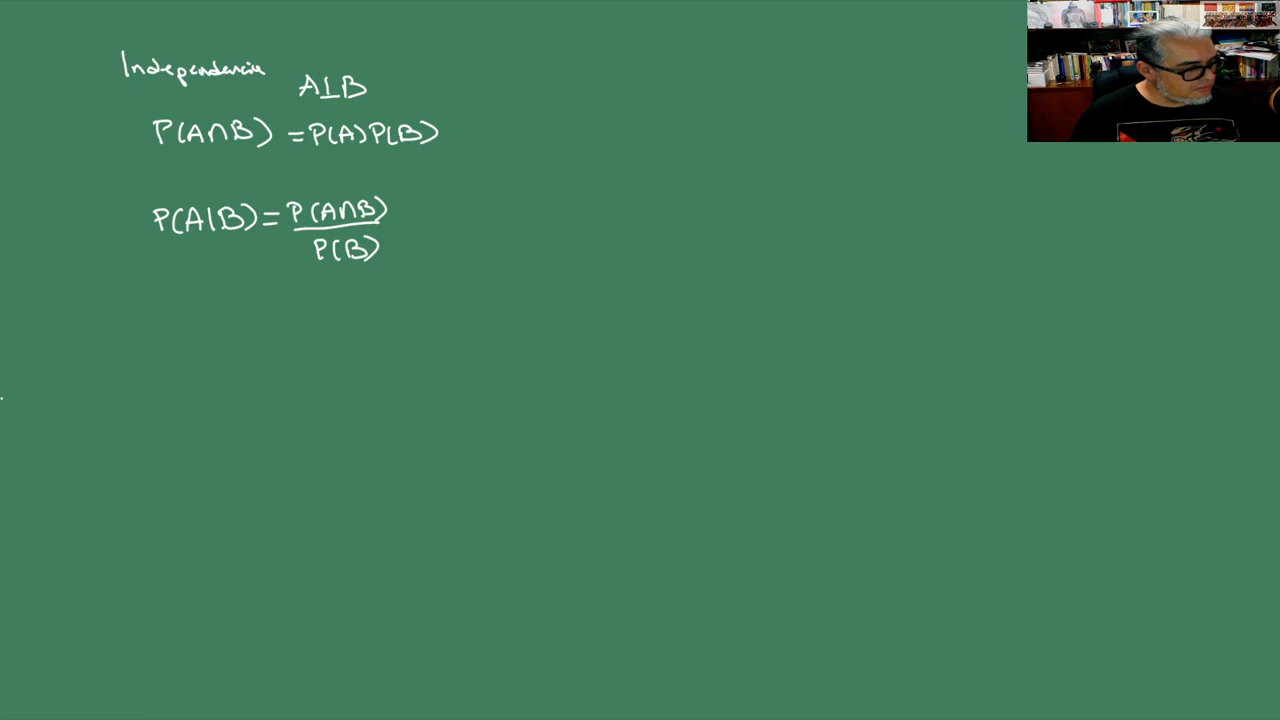 Independencia
A⊥B
P(A∩B) = P(A)P(B)
P(A|B) = P(A∩B)
P(B)